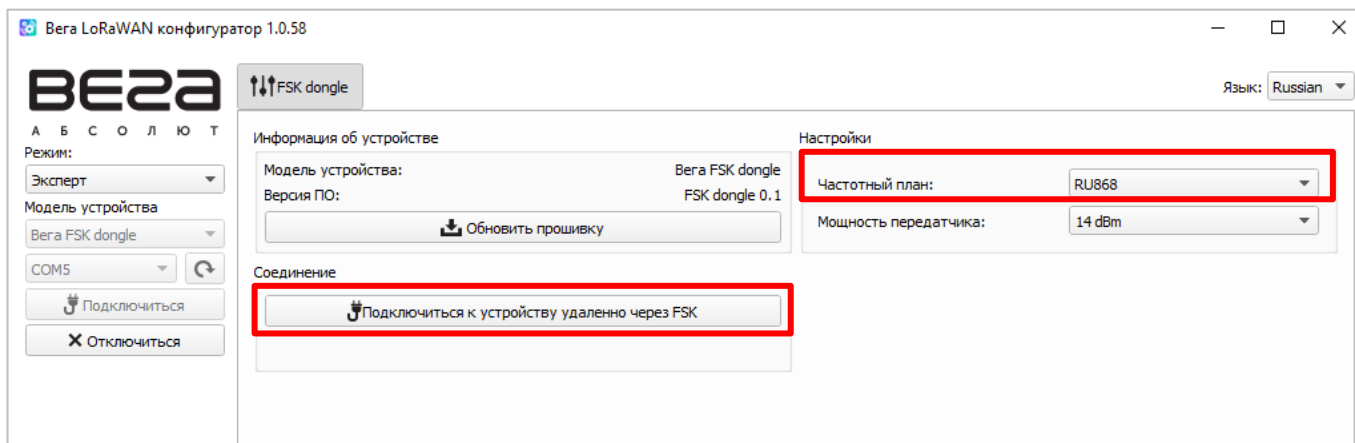 Вега LoRaWAN конфигуратор 1.0.58
ВЕГА
АБСОЛЮТ
Режим:
Эксперт
Модель устройства
Вега FSK dongle
COM5
Подключиться
Отключиться
FSK dongle
Язык: Russian
Информация об устройстве
Модель устройства: Вега FSK dongle
Версия ПО: FSK dongle 0.1
Обновить прошивку
Соединение
Подключиться к устройству удаленно через FSK
Настройки
Частотный план: RU868
Мощность передатчика: 14 dBm